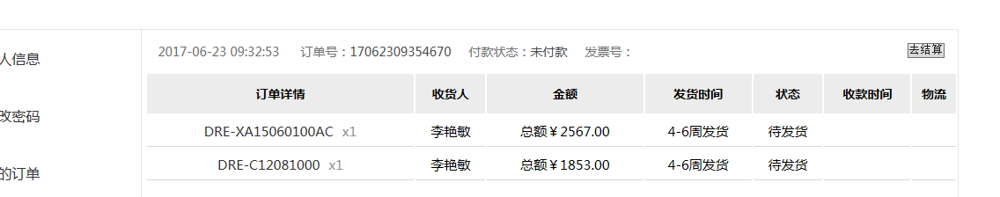 2017-06-23 09:32:53 订单号：17062309354670 付款状态：未付款 发票号： 去结算
人信息
订单详情 收货人 金额 发货时间 状态 收款时间 物流
改密码
DRE-XA15060100AC x1 李艳敏 总额￥2567.00 4-6周发货 待发货
DRE-C12081000 x1 李艳敏 总额￥1853.00 4-6周发货 待发货
的订单